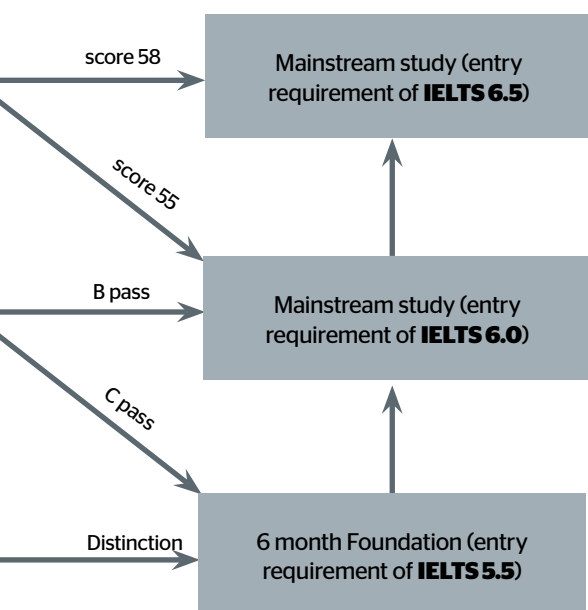 score 58
Mainstream study (entry
requirement of IELTS 6.5)
score 55
B pass
Mainstream study (entry
requirement of IELTS 6.0)
C pass
Distinction
6 month Foundation (entry
requirement of IELTS 5.5)